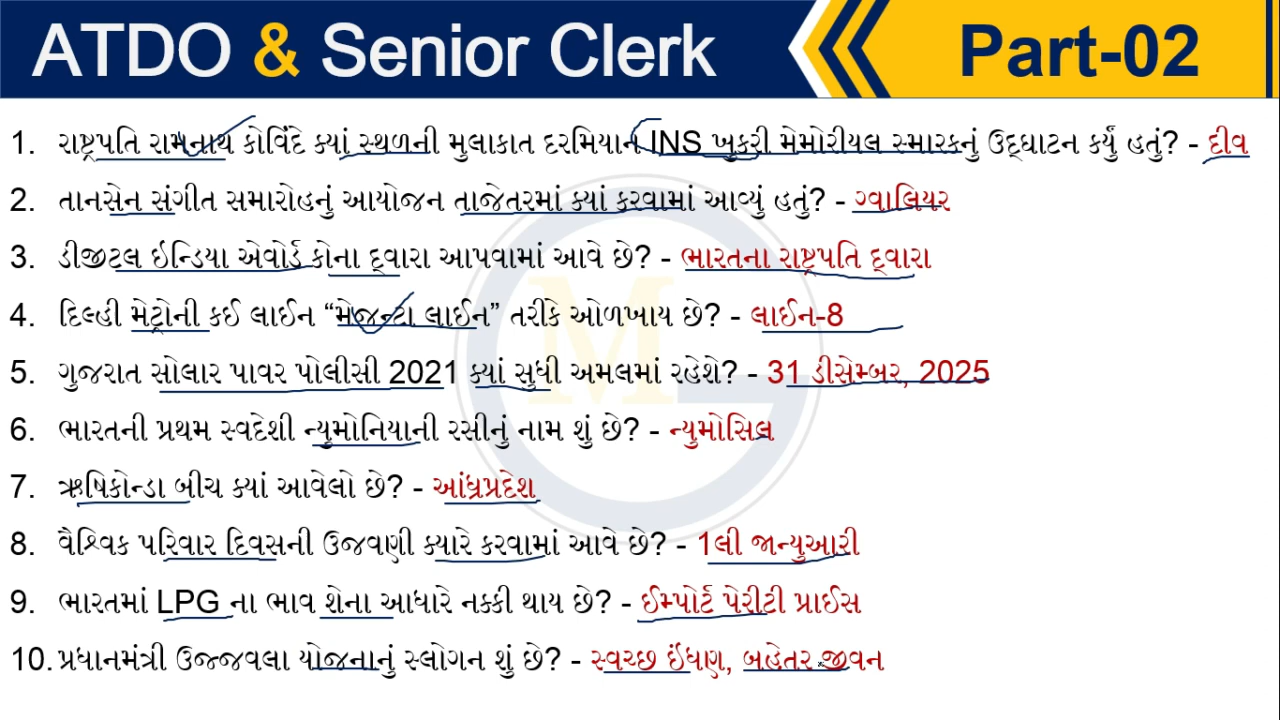 ATDO & Senior Clerk
Part-02
1. રાષ્ટ્રપતિ રામનાથ કોવિંદે ક્યાં સ્થળની મુલાકાત દરમિયાન INS ખુકરી મેમોરીયલ સ્મારકનું ઉદ્ઘાટન કર્યું હતું? - દીવ
2. તાનસેન સંગીત સમારોહનું આયોજન તાજેતરમાં ક્યાં કરવામાં આવ્યું હતું? - ગ્વાલિયર
3. ડીજીટલ ઇન્ડિયા એવોર્ડ કોના દ્વારા આપવામાં આવે છે? - ભારતના રાષ્ટ્રપતિ દ્વારા
4. દિલ્હી મેટ્રોની કઈ લાઈન “મેજન્ટા લાઈન” તરીકે ઓળખાય છે? - લાઈન-8
5. ગુજરાત સોલાર પાવર પોલીસી 2021 ક્યાં સુધી અમલમાં રહેશે? - 31 ડીસેમ્બર, 2025
6. ભારતની પ્રથમ સ્વદેશી ન્યુમોનિયાની રસીનું નામ શું છે? - ન્યુમોસિલ
7. ઋષિકોન્ડા બીચ ક્યાં આવેલો છે? - આંધ્રપ્રદેશ
8. વૈશ્વિક પરિવાર દિવસની ઉજવણી ક્યારે કરવામાં આવે છે? - 1લી જાન્યુઆરી
9. ભારતમાં LPG ના ભાવ શેના આધારે નક્કી થાય છે? - ઈમ્પોર્ટ પેરીટી પ્રાઈસ
10. પ્રધાનમંત્રી ઉજ્જવલા યોજનાનું સ્લોગન શું છે? - સ્વચ્છ ઇંધણ, બહેતર જીવન